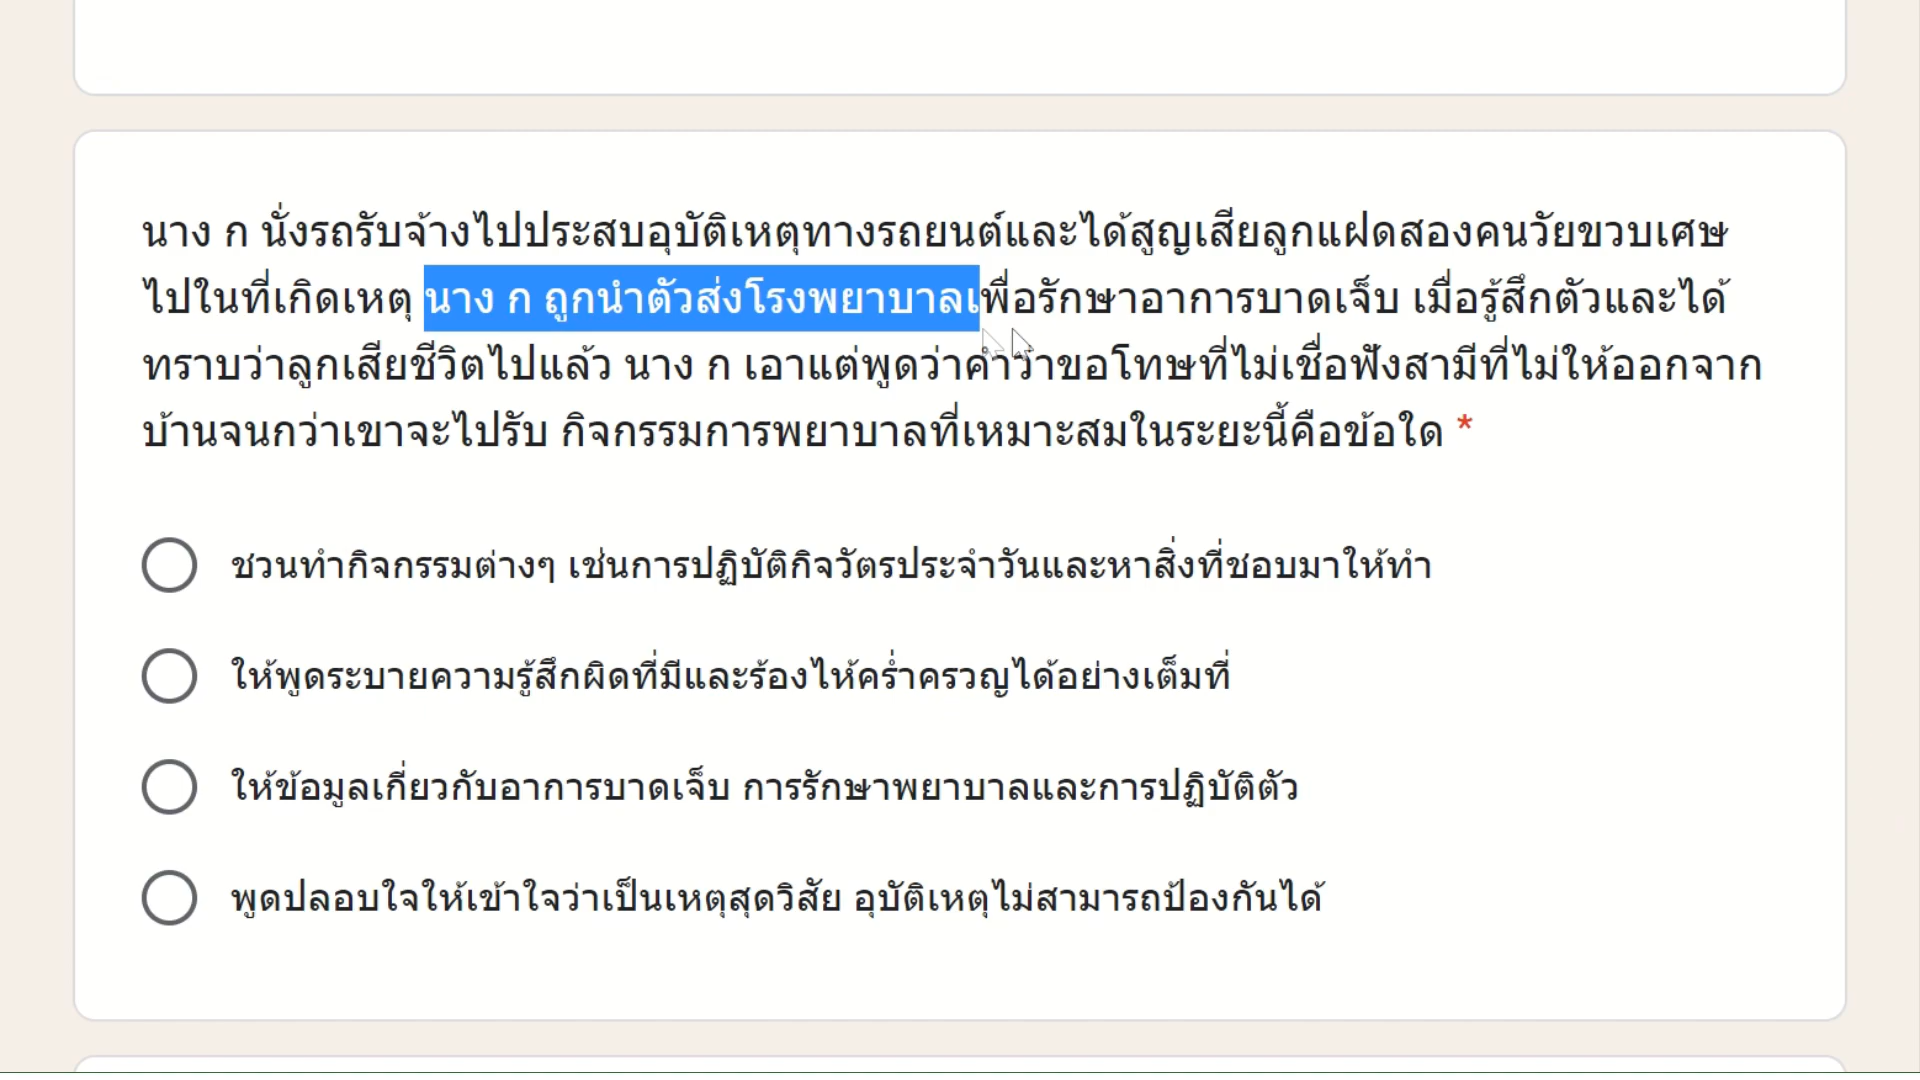 นาง ก นั่งรถรับจ้างไปประสบอุบัติเหตุทางรถยนต์และได้สูญเสียลูกแฝดสองคนวัยขวบเศษ
ไปในที่เกิดเหตุ นาง ก ถูกนำตัวส่งโรงพยาบาลเพื่อรักษาอาการบาดเจ็บ เมื่อรู้สึกตัวและได้
ทราบว่าลูกเสียชีวิตไปแล้ว นาง ก เอาแต่พูดว่าคำว่าขอโทษที่ไม่เชื่อฟังสามีที่ไม่ให้ออกจาก
บ้านจนกว่าเขาจะไปรับ กิจกรรมการพยาบาลที่เหมาะสมในระยะนี้คือข้อใด *
ชวนทำกิจกรรมต่างๆ เช่นการปฏิบัติกิจวัตรประจำวันและหาสิ่งที่ชอบมาให้ทำ
ให้พูดระบายความรู้สึกผิดที่มีและร้องไห้คร่ำครวญได้อย่างเต็มที่
ให้ข้อมูลเกี่ยวกับอาการบาดเจ็บ การรักษาพยาบาลและการปฏิบัติตัว
พูดปลอบใจให้เข้าใจว่าเป็นเหตุสุดวิสัย อุบัติเหตุไม่สามารถป้องกันได้